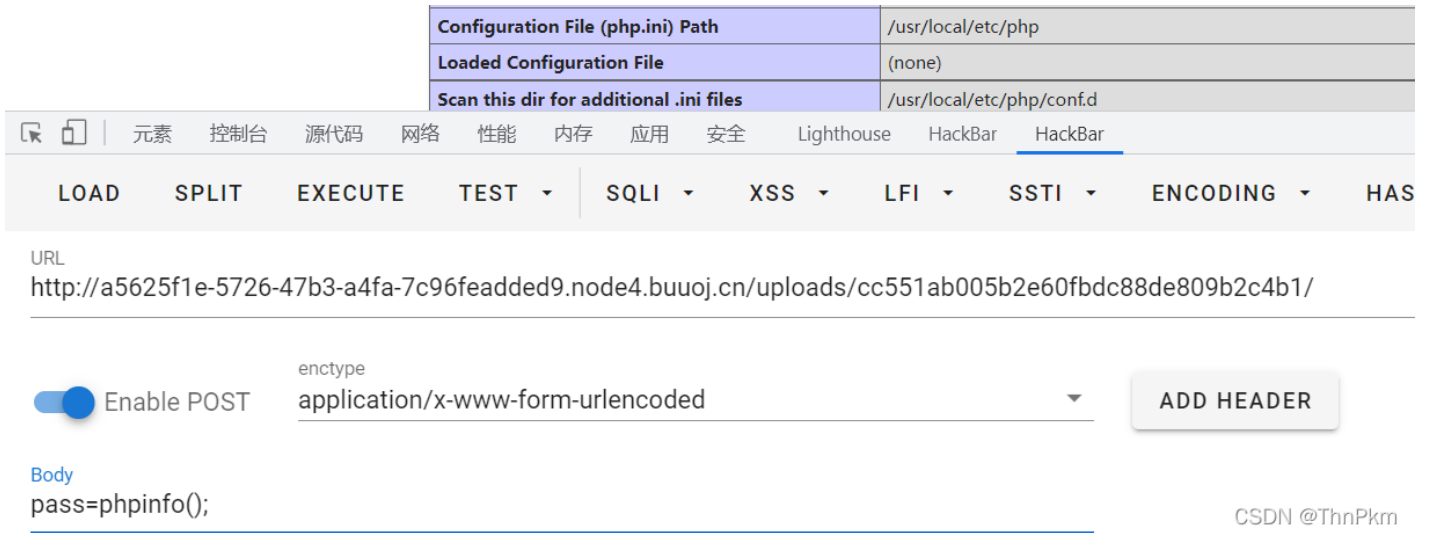 Configuration File (php.ini) Path /usr/local/etc/php
Loaded Configuration File (none)
Scan this dir for additional .ini files /usr/local/etc/php/conf.d
元素 控制台 源代码 网络 性能 内存 应用 安全 Lighthouse HackBar HackBar
LOAD SPLIT EXECUTE TEST SQLI XSS LFI SSTI ENCODING HAS
URL
http://a5625f1e-5726-47b3-a4fa-7c96feadded9.node4.buuoj.cn/uploads/cc551ab005b2e60fbdc88de809b2c4b1/
Enable POST
enctype
application/x-www-form-urlencoded
ADD HEADER
Body
pass=phpinfo();
CSDN @ThnPkm